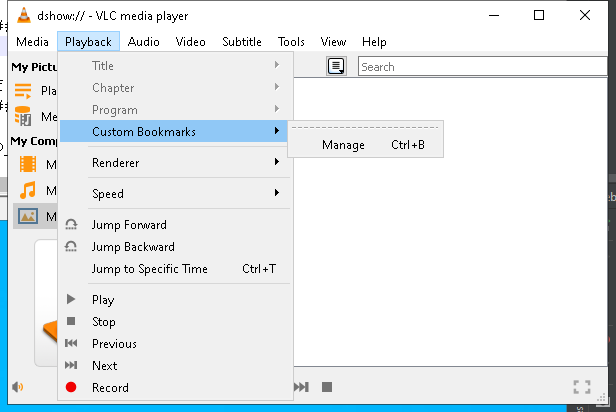 dshow:// - VLC media player
Media Playback Audio Video Subtitle Tools View Help
My Pictu
Search
Title
Chapter
Program
Custom Bookmarks
Manage Ctrl+B
My Comp
Renderer
Speed
Jump Forward
Jump Backward
Jump to Specific Time Ctrl+T
Play
Stop
Previous
Next
Record